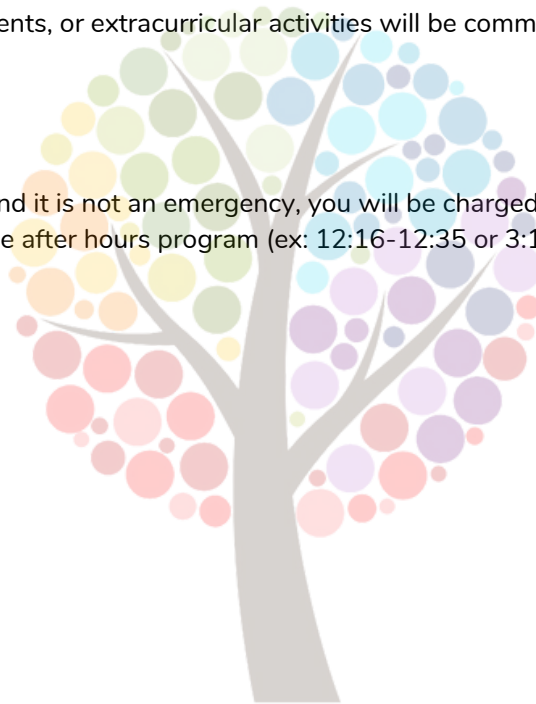 ents, or extracurricular activities will be comm
nd it is not an emergency, you will be charged
e after hours program (ex: 12:16-12:35 or 3:1